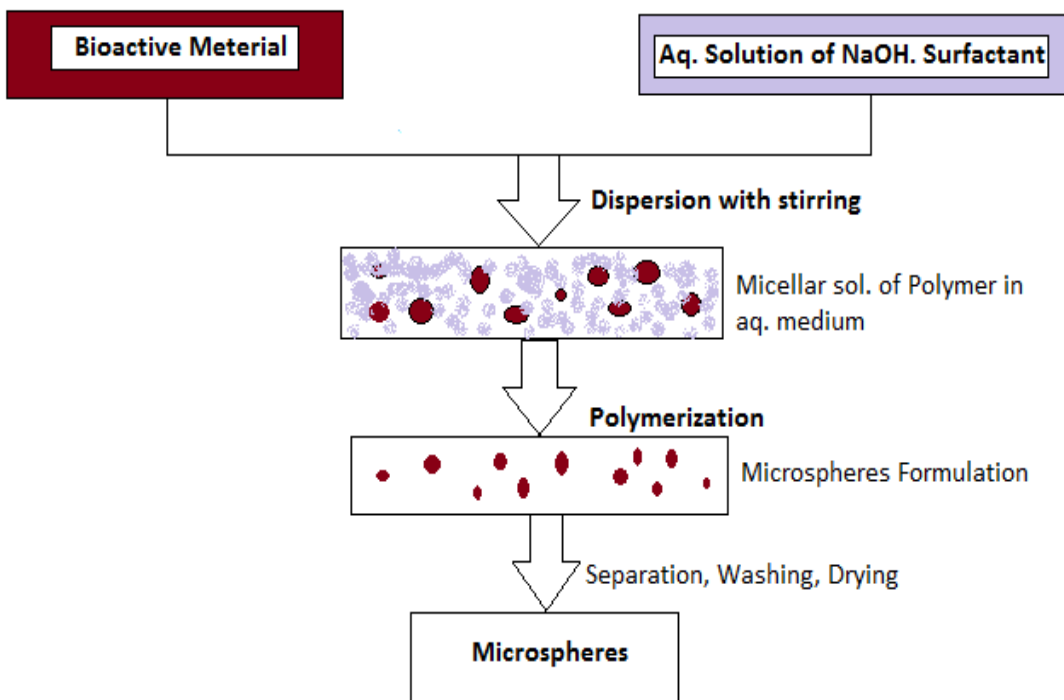 Bioactive Meterial
Aq. Solution of NaOH. Surfactant
Dispersion with stirring
Micellar sol. of Polymer in
aq. medium
Polymerization
Microspheres Formulation
Separation, Washing, Drying
Microspheres